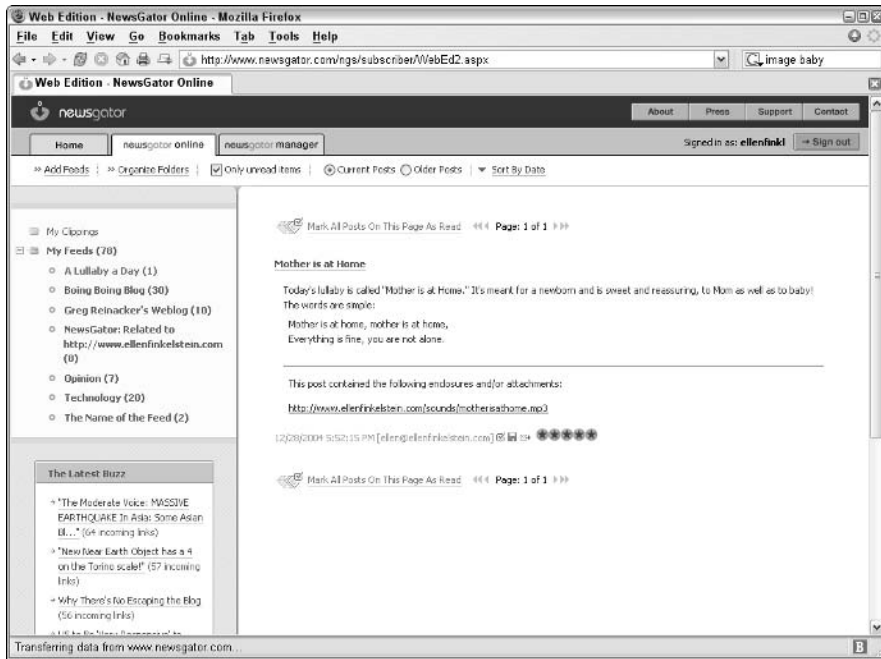 Web Edition - NewsGator Online - Mozilla Firefox
File Edit View Go Bookmarks Tab Tools Help
http://www.newsgator.com/ngs/subscriber/WebEd2.aspx
image baby
Web Edition - NewsGator Online
newsgator
About Press Support Contact
Home newsgator online newsgator manager
Signed in as: ellenfinkl → Sign out
Add Feeds Organize Folders Only unread items Current Posts Older Posts Sort By Date
My Clippings
My Feeds (78)
A Lullaby a Day (1)
Boing Boing Blog (30)
Greg Reinacker's Weblog (10)
NewsGator: Related to
http://www.ellenfinkelstein.com
(8)
Opinion (7)
Technology (20)
The Name of the Feed (2)
The Latest Buzz
"The Moderate Voice: MASSIVE
EARTHQUAKE In Asia: Some Asian
Bl..." (64 incoming links)
"New Near Earth Object has a 4
on the Torino scale!" (57 incoming
links)
Why There's No Escaping the Blog
(56 incoming links)
Mark All Posts On This Page As Read Page: 1 of 1
Mother is at Home
Today's lullaby is called "Mother is at Home." It's meant for a newborn and is sweet and reassuring, to Mom as well as to baby!
The words are simple:
Mother is at home, mother is at home,
Everything is fine, you are not alone.
This post contained the following enclosures and/or attachments:
http://www.ellenfinkelstein.com/sounds/motherisathome.mp3
12/28/2004 5:52:15 PM [ellen@ellenfinkelstein.com]
Mark All Posts On This Page As Read Page: 1 of 1
Transferring data from www.newsgator.com...